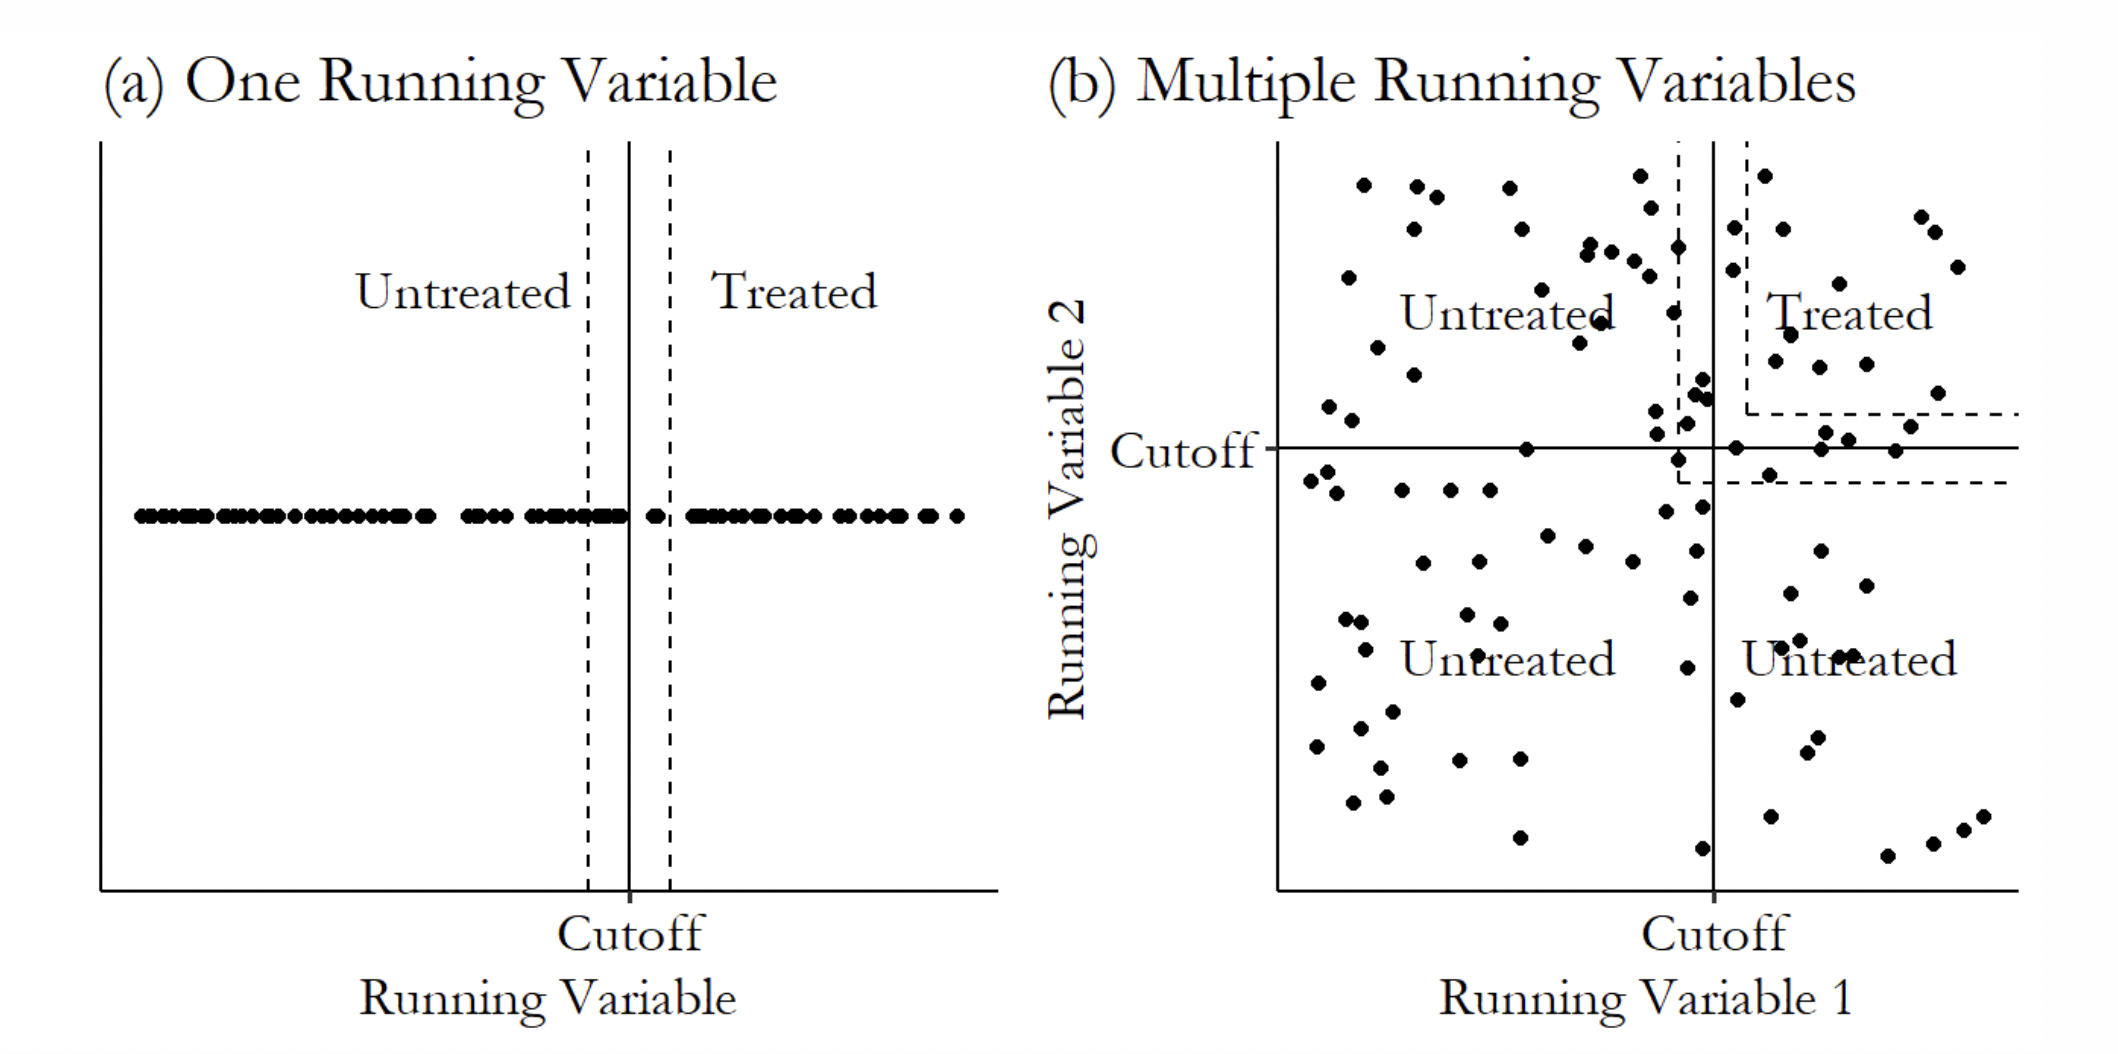 (a) One Running Variable
Untreated
Treated
Cutoff
Running Variable
(b) Multiple Running Variables
Running Variable 2
Cutoff
Untreated
Treated
Untreated
Untreated
Cutoff
Running Variable 1